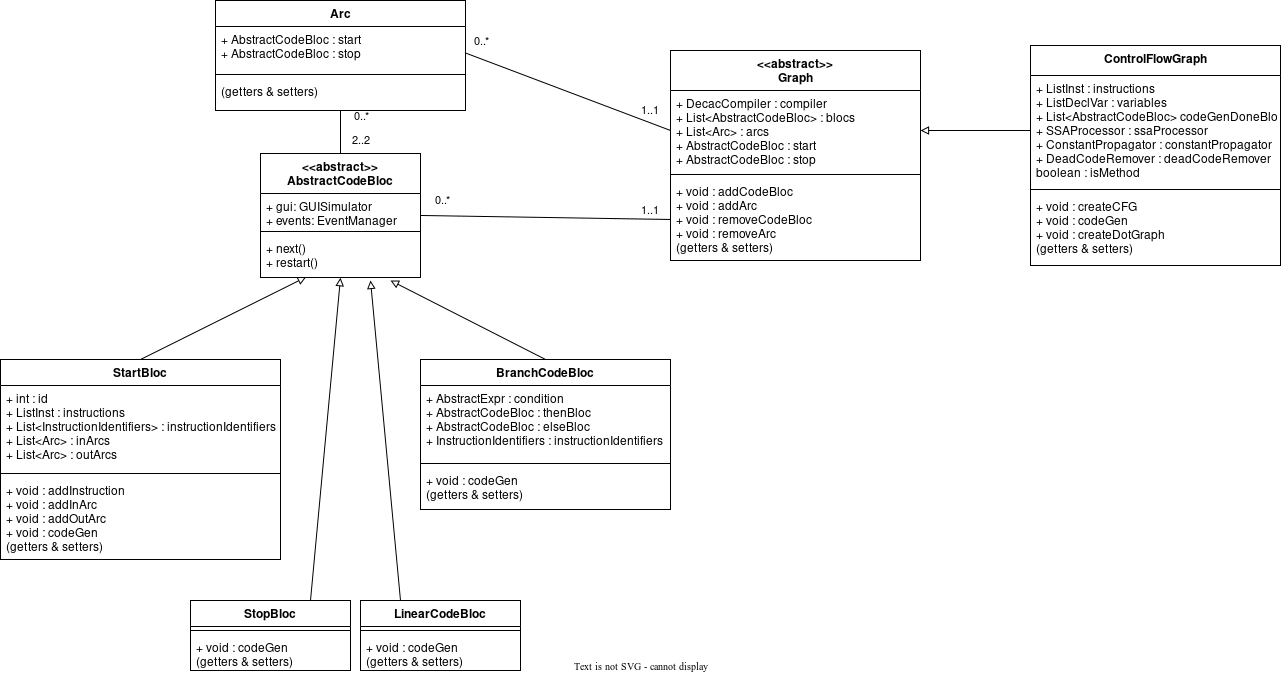 Arc
+ AbstractCodeBloc : start
+ AbstractCodeBloc : stop
(getters & setters)
0..*
1..1
0..*
2..2
<<abstract>>
Graph
+ DecacCompiler : compiler
+ List<AbstractCodeBloc> : blocs
+ List<Arc> : arcs
+ AbstractCodeBloc : start
+ AbstractCodeBloc : stop
+ void : addCodeBloc
+ void : addArc
+ void : removeCodeBloc
+ void : removeArc
(getters & setters)
ControlFlowGraph
+ ListInst : instructions
+ ListDeclVar : variables
+ List<AbstractCodeBloc> codeGenDoneBlo
+ SSAProcessor : ssaProcessor
+ ConstantPropagator : constantPropagator
+ DeadCodeRemover : deadCodeRemover
boolean : isMethod
+ void : createCFG
+ void : codeGen
+ void : createDotGraph
(getters & setters)
<<abstract>>
AbstractCodeBloc
+ gui: GUISimulator
+ events: EventManager
+ next()
+ restart()
0..*
1..1
StartBloc
+ int : id
+ ListInst : instructions
+ List<InstructionIdentifiers> : instructionIdentifiers
+ List<Arc> : inArcs
+ List<Arc> : outArcs
+ void : addInstruction
+ void : addInArc
+ void : addOutArc
+ void : codeGen
(getters & setters)
BranchCodeBloc
+ AbstractExpr : condition
+ AbstractCodeBloc : thenBloc
+ AbstractCodeBloc : elseBloc
+ InstructionIdentifiers : instructionIdentifiers
+ void : codeGen
(getters & setters)
StopBloc
+ void : codeGen
(getters & setters)
LinearCodeBloc
+ void : codeGen
(getters & setters)
Text is not SVG - cannot display